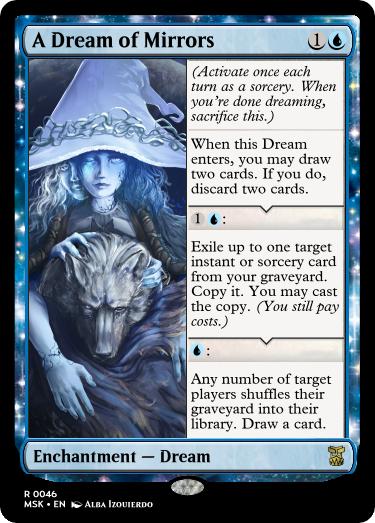 A Dream of Mirrors 1
(Activate once each
turn as a sorcery. When
you're done dreaming,
sacrifice this.)
When this Dream
enters, you may draw
two cards. If you do,
discard two cards.
1 :
Exile up to one target
instant or sorcery card
from your graveyard.
Copy it. You may cast
the copy. (You still pay
costs.)
:
Any number of target
players shuffles their
graveyard into their
library. Draw a card.
Enchantment — Dream
R 0046
MSK • EN Alba Izquierdo